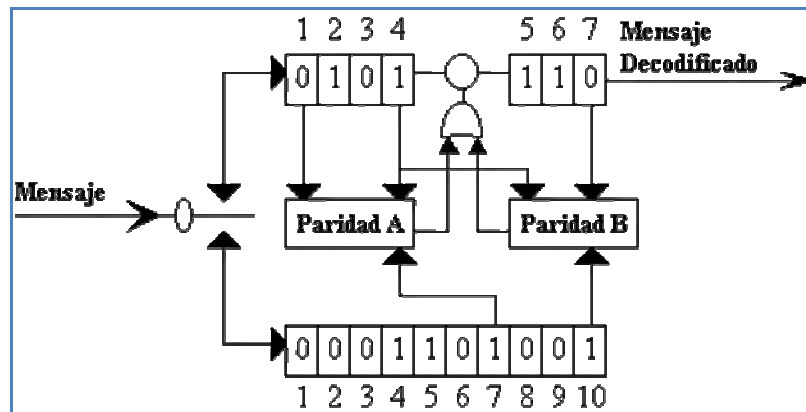 1 2 3 4 5 6 7 Mensaje
Decodificado
0 1 0 1 1 1 0
Mensaje
Paridad A Paridad B
0 0 0 1 1 0 1 0 0 1
1 2 3 4 5 6 7 8 9 10